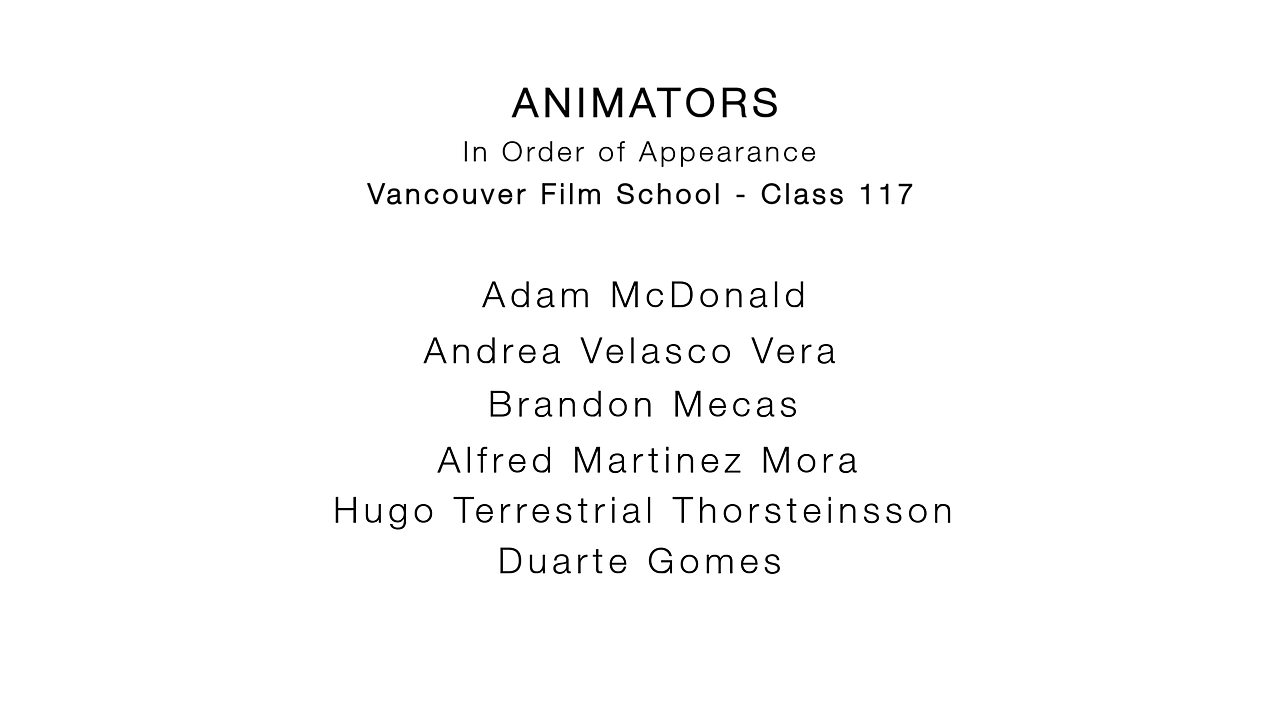 ANIMATORS
In Order of Appearance
Vancouver Film School - Class 117
Adam McDonald
Andrea Velasco Vera
Brandon Mecas
Alfred Martinez Mora
Hugo Terrestrial Thorsteinsson
Duarte Gomes